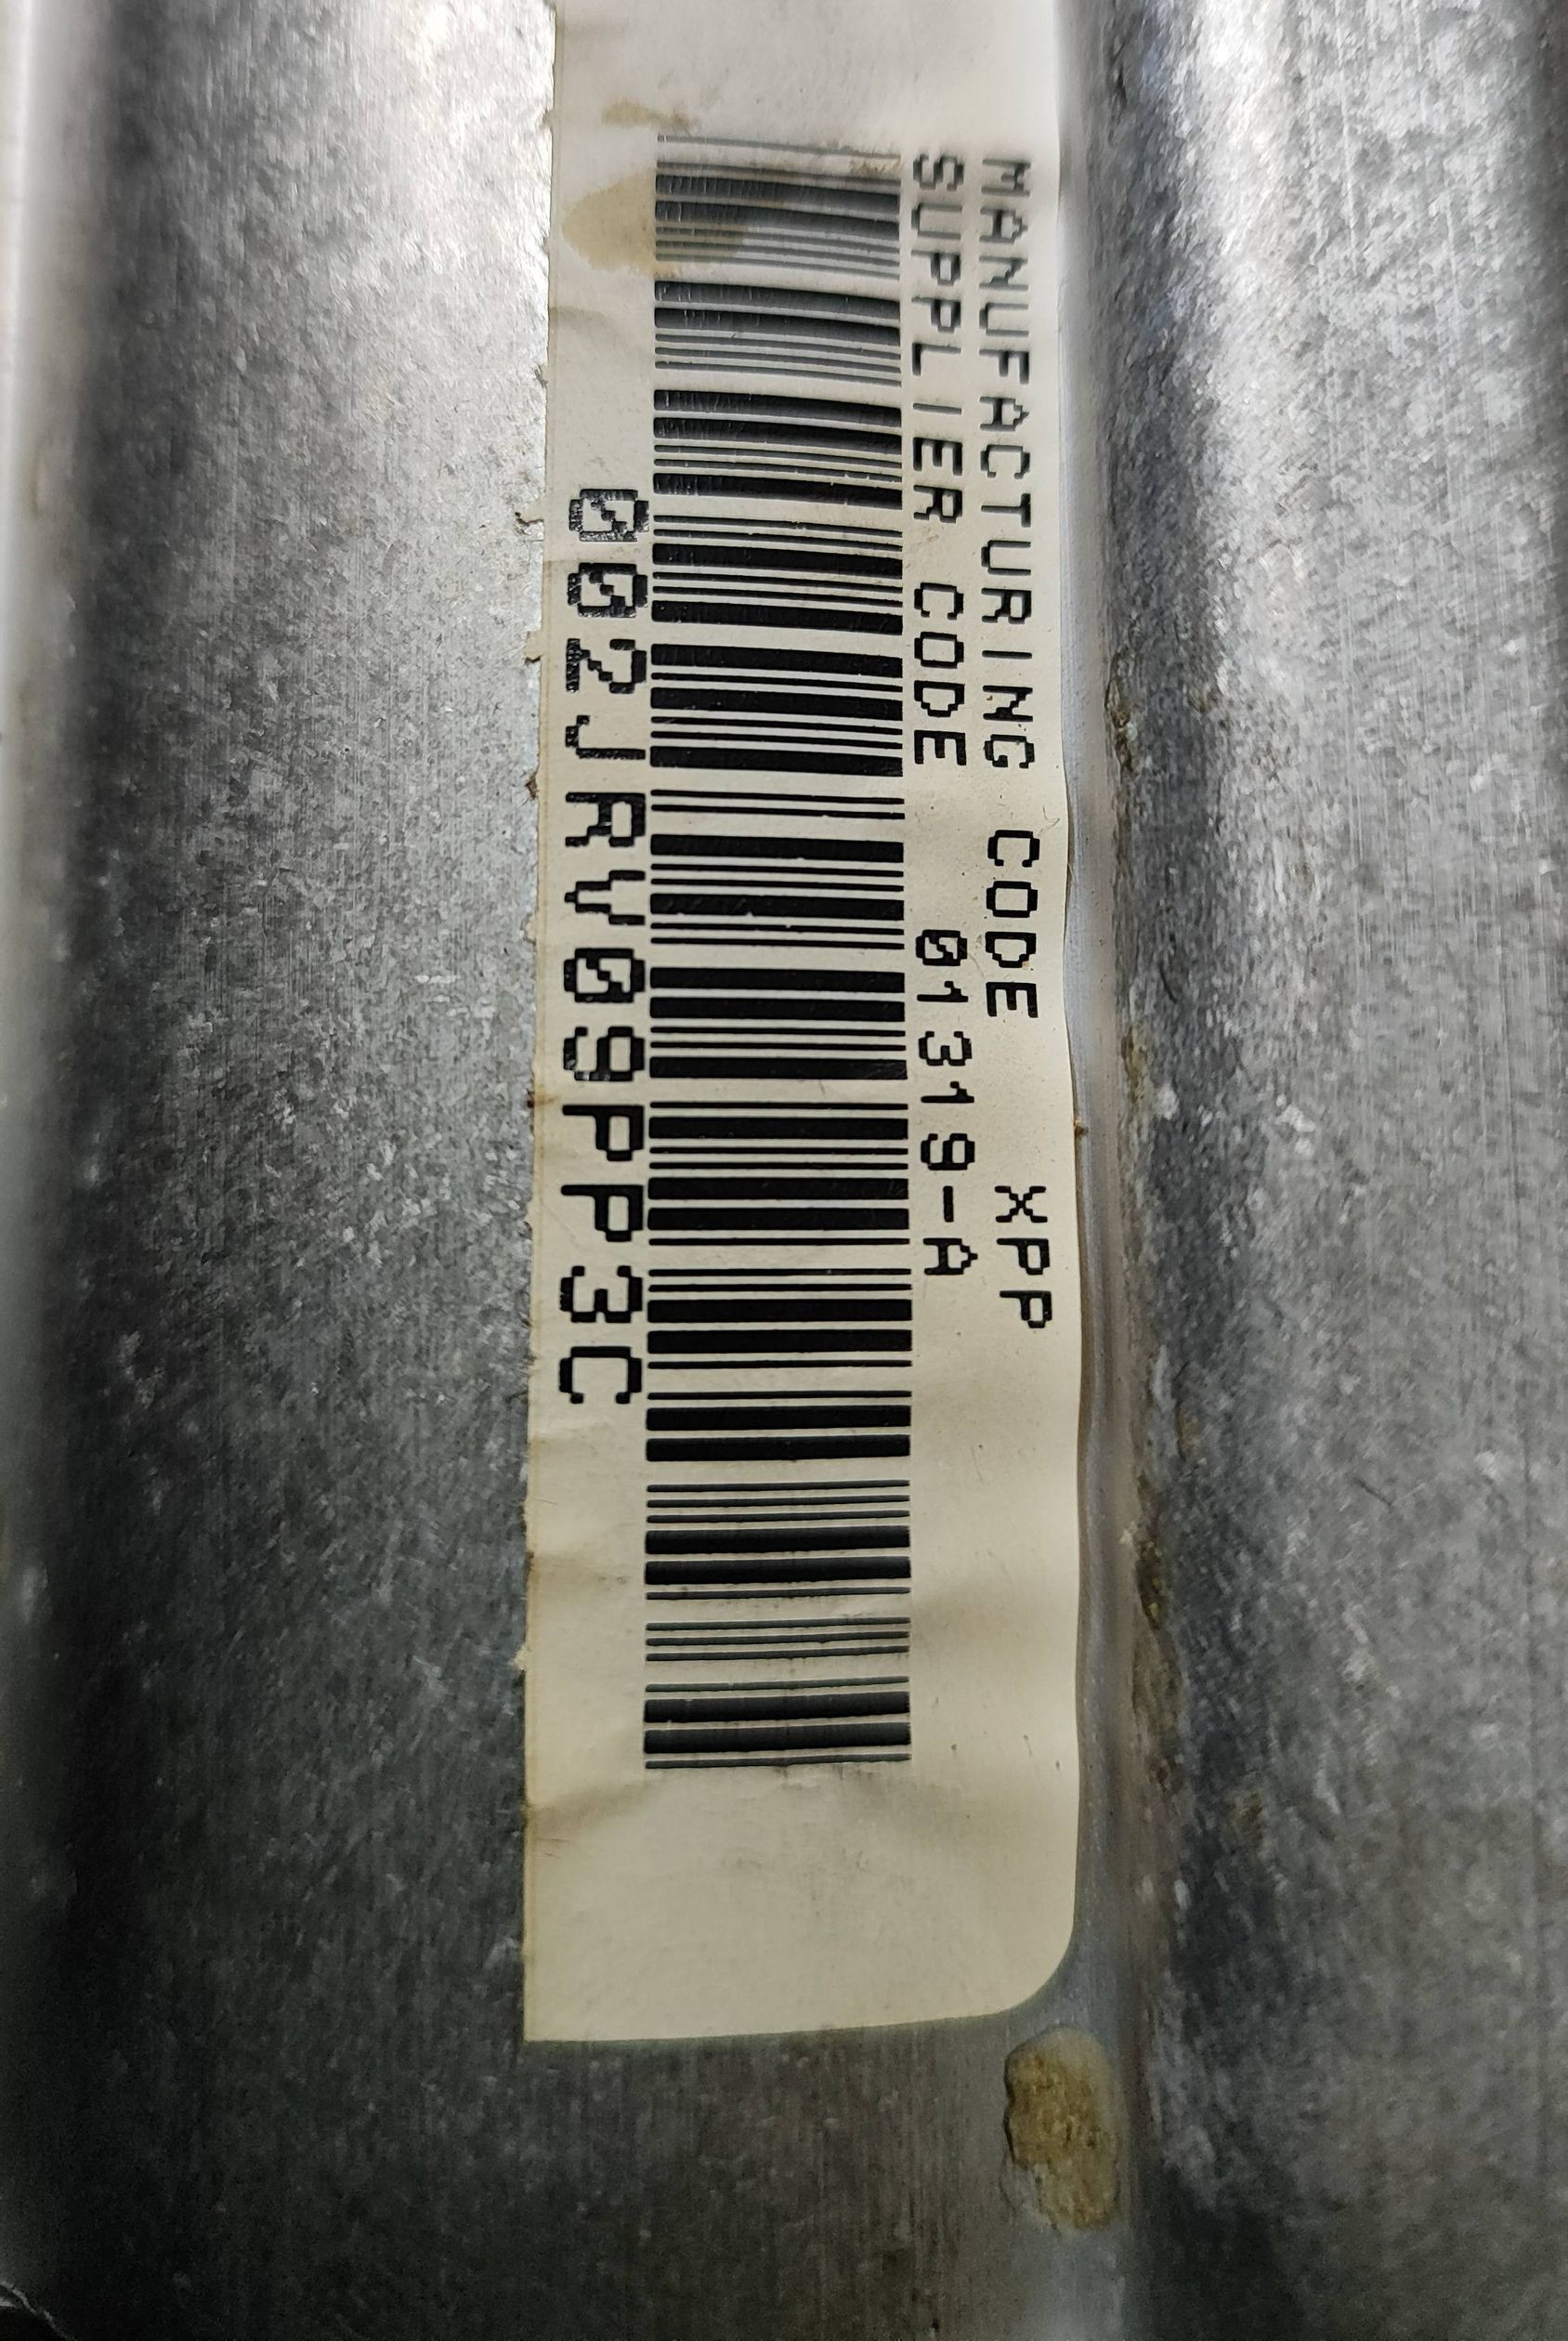 MANUFACTURING CODE XPP
SUPPLIER CODE 01319-A
002JRV09PP3C